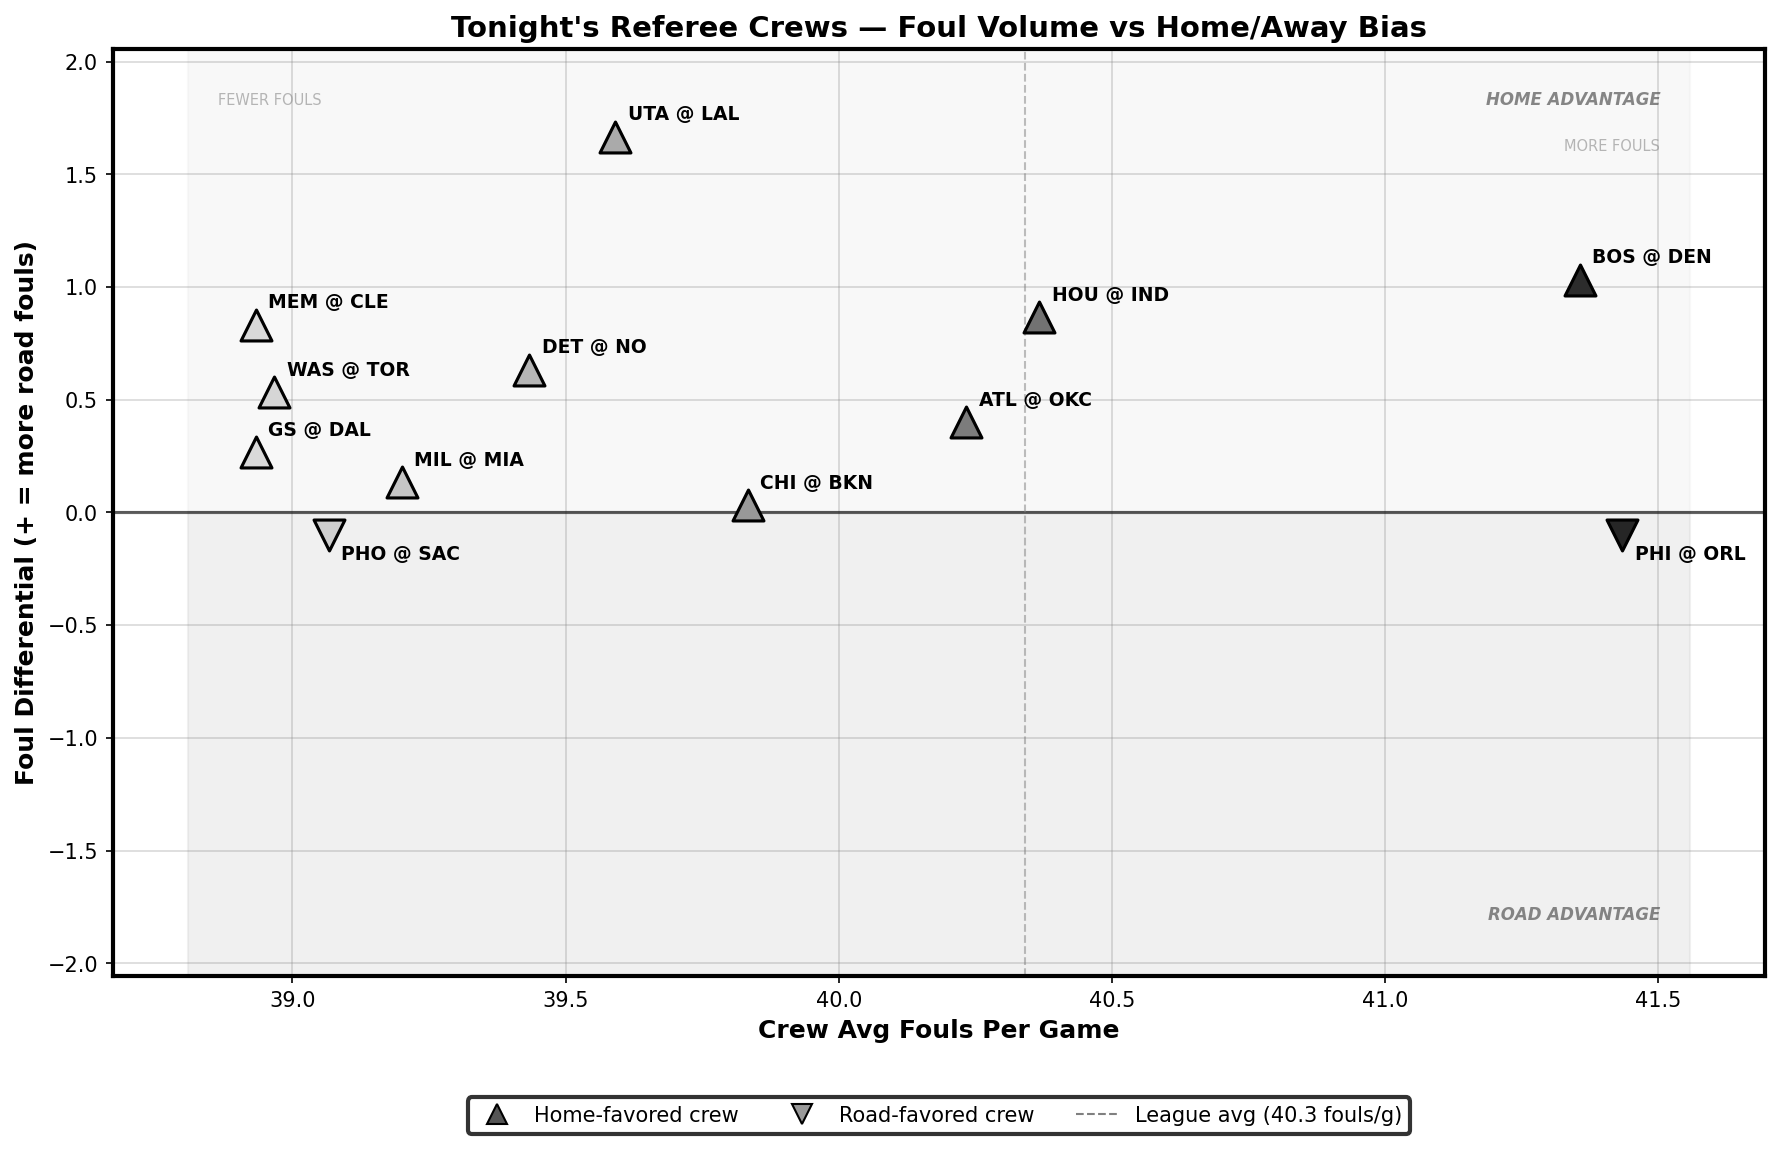 Tonight's Referee Crews — Foul Volume vs Home/Away Bias
Foul Differential (+ = more road fouls)
2.0
1.5
1.0
0.5
0.0
−0.5
−1.0
−1.5
−2.0
FEWER FOULS
HOME ADVANTAGE
MORE FOULS
UTA @ LAL
BOS @ DEN
MEM @ CLE
HOU @ IND
DET @ NO
WAS @ TOR
ATL @ OKC
GS @ DAL
MIL @ MIA
CHI @ BKN
PHO @ SAC
PHI @ ORL
ROAD ADVANTAGE
39.0
39.5
40.0
40.5
41.0
41.5
Crew Avg Fouls Per Game
Home-favored crew
Road-favored crew
League avg (40.3 fouls/g)